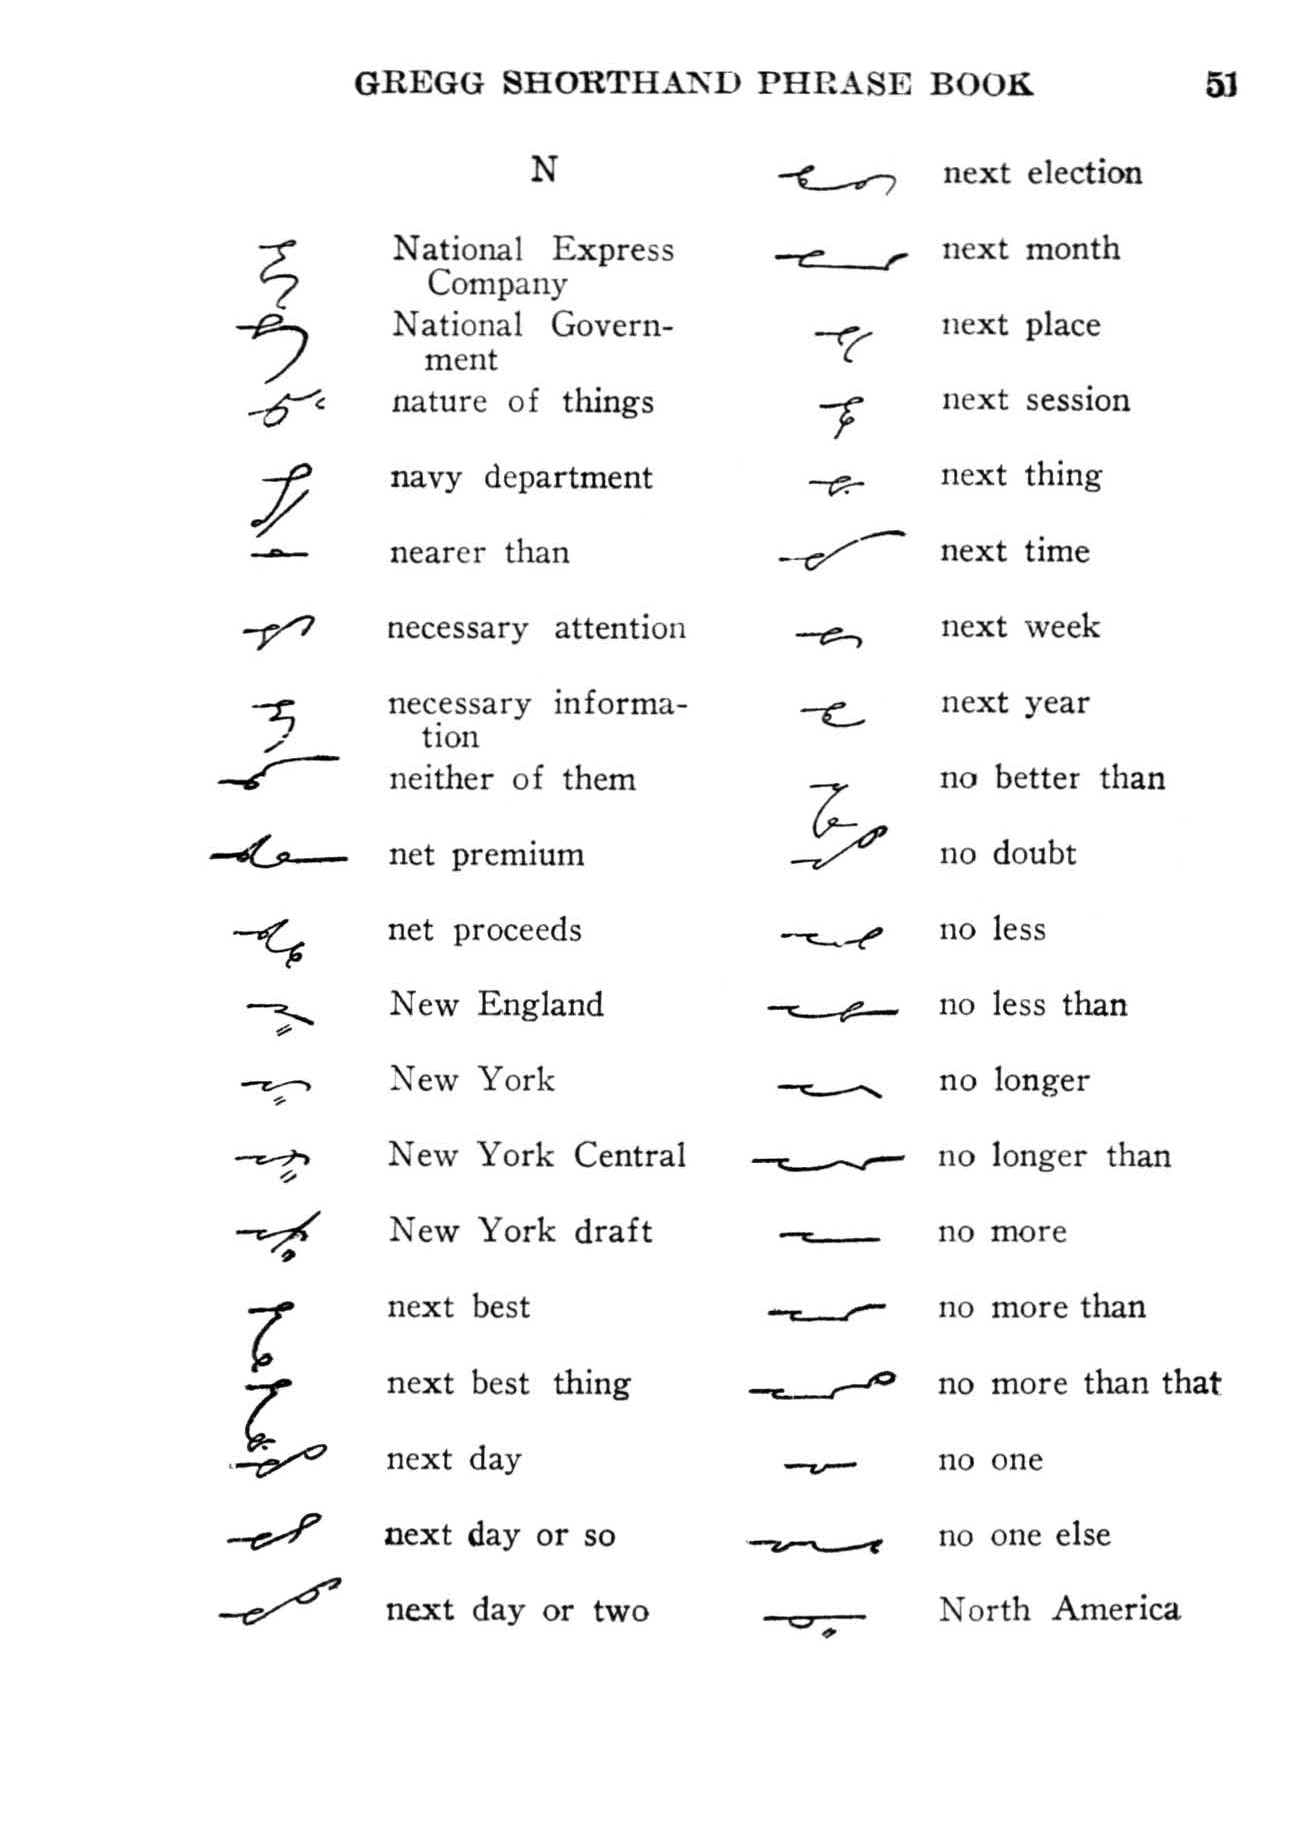 GREGG SHORTHAND PHRASE BOOK 51
N
National Express
Company
National Govern-
ment
nature of things
navy department
nearer than
necessary attention
necessary informa-
tion
neither of them
net premium
net proceeds
New England
New York
New York Central
New York draft
next best
next best thing
next day
next day or so
next day or two
next election
next month
next place
next session
next thing
next time
next week
next year
no better than
no doubt
no less
no less than
no longer
no longer than
no more
no more than
no more than that
no one
no one else
North America